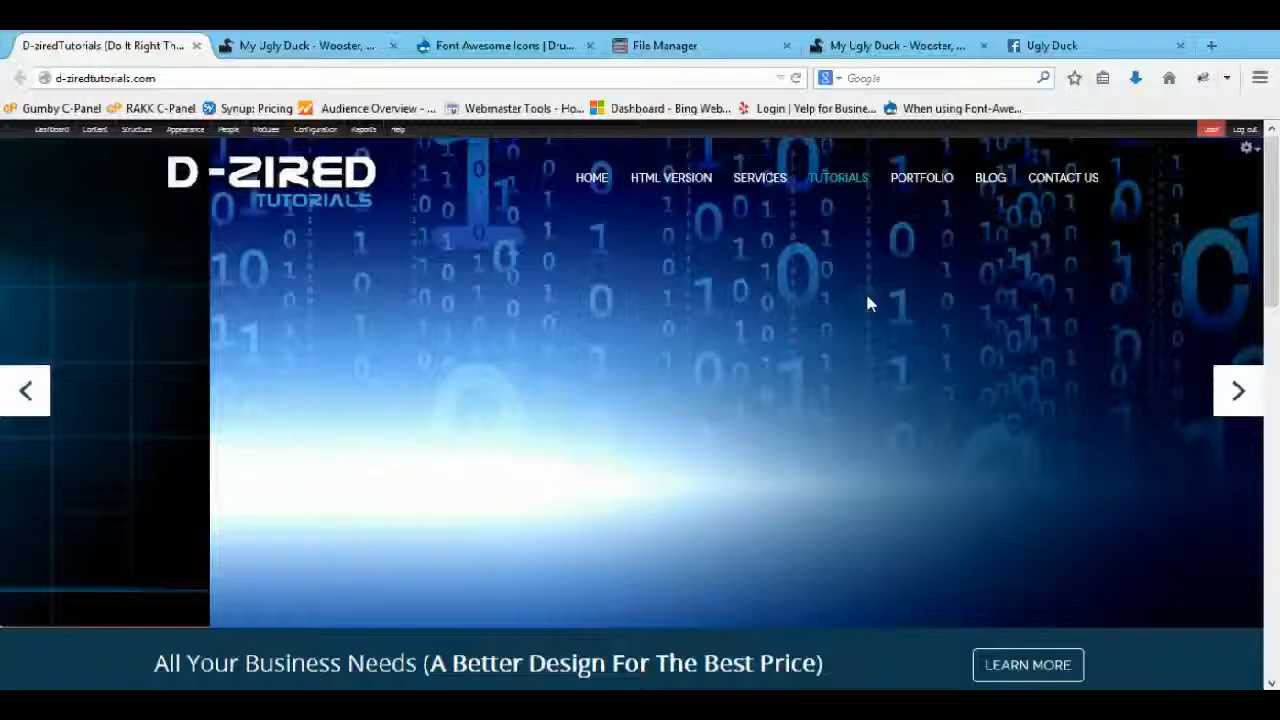 D-ziredTutorials (Do It Right Th...
My Ugly Duck - Wooster, ...
Font Awesome Icons | Dru...
File Manager
My Ugly Duck - Wooster, ...
Ugly Duck
d-ziredtutorials.com
Google
Gumby C-Panel
RAKK C-Panel
Synup: Pricing
Audience Overview - ...
Webmaster Tools - Ho...
Dashboard - Bing Web...
Login | Yelp for Busine...
When using Font-Awe...
Dashboard
Content
Structure
Appearance
People
Modules
Configuration
Reports
Help
Log out
D-ZIRED
TUTORIALS
HOME
HTML VERSION
SERVICES
TUTORIALS
PORTFOLIO
BLOG
CONTACT US
All Your Business Needs (A Better Design For The Best Price)
LEARN MORE